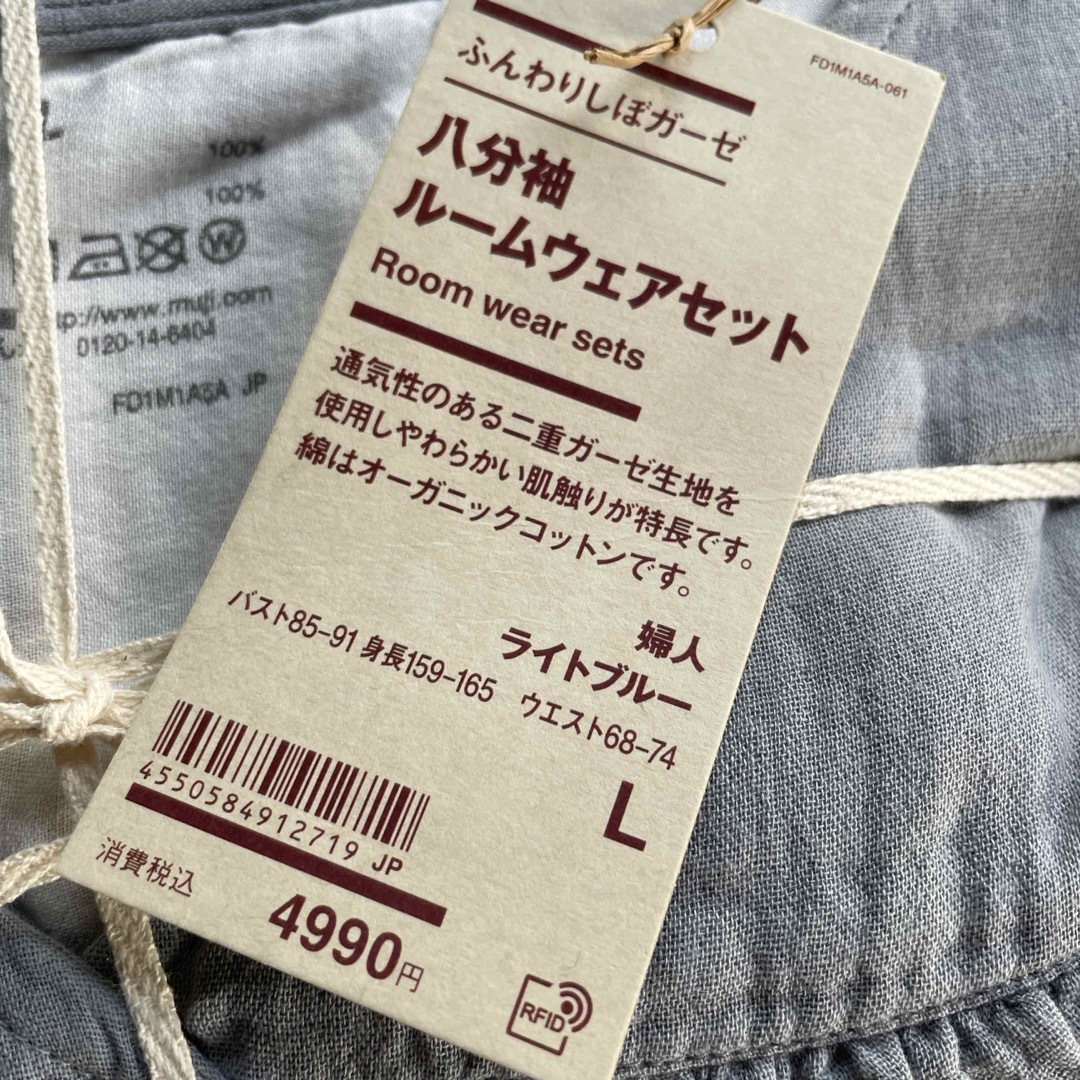 FD1M1A5A-061
ふんわりしぼガーゼ
八分袖
ルームウェアセット
Room wear sets
通気性のある二重ガーゼ生地を
使用しやわらかい肌触りが特長です。
綿はオーガニックコットンです。
婦人
ライトブルー
バスト85-91 身長159-165 ウエスト68-74
L
4550584912719 JP
消費税込
4990円
RFID
100%
100%
W
tp://www.muji.com
0120-14-6404
FD1M1A5A JP